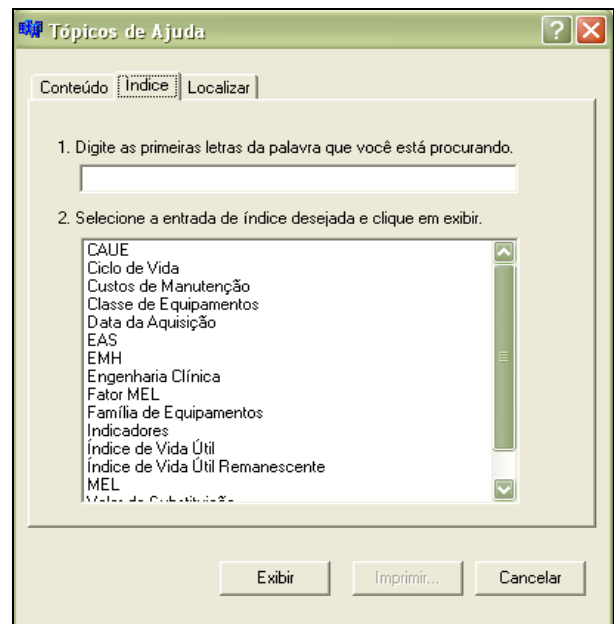 Tópicos de Ajuda
Conteúdo Índice Localizar
1. Digite as primeiras letras da palavra que você está procurando.
2. Selecione a entrada de índice desejada e clique em exibir.
CAUE
Ciclo de Vida
Custos de Manutenção
Classe de Equipamentos
Data da Aquisição
EAS
EMH
Engenharia Clínica
Fator MEL
Família de Equipamentos
Indicadores
Índice de Vida Útil
Índice de Vida Útil Remanescente
MEL
Valor de Substituição
Exibir Imprimir... Cancelar